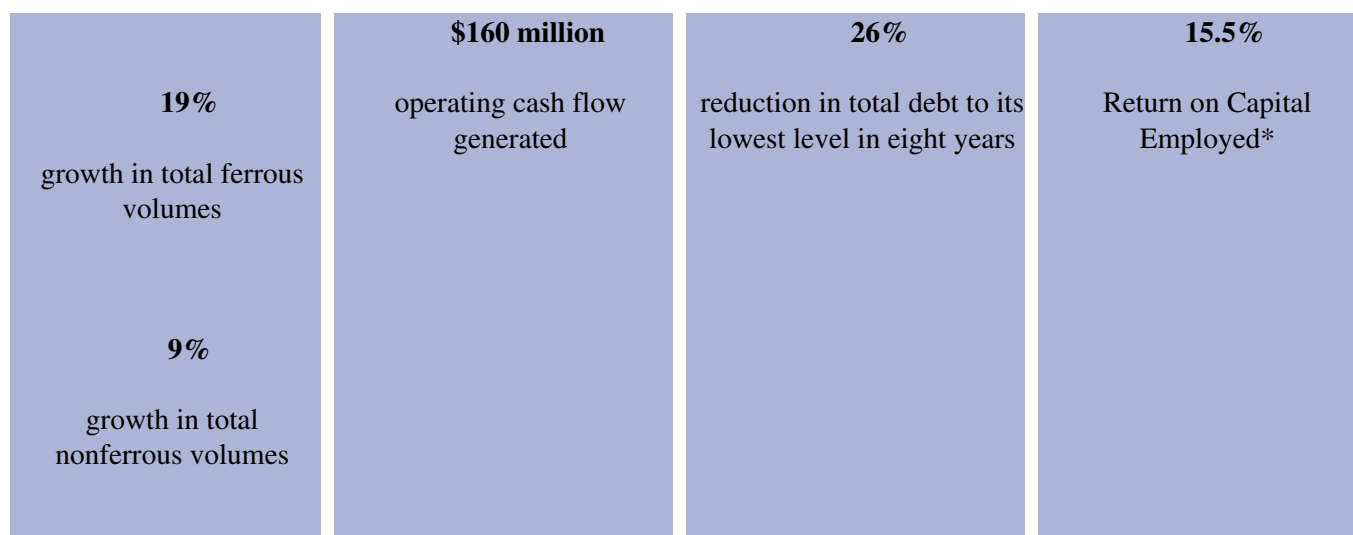 19%
growth in total ferrous
volumes
9%
growth in total
nonferrous volumes
$160 million
operating cash flow
generated
26%
reduction in total debt to its
lowest level in eight years
15.5%
Return on Capital
Employed*